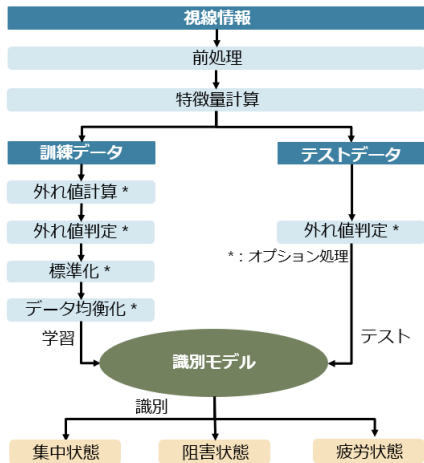 視線情報
前処理
特徴量計算
訓練データ
テストデータ
外れ値計算 *
外れ値判定 *
外れ値判定 *
*：オプション処理
標準化 *
データ均衡化 *
学習
テスト
識別モデル
識別
集中状態
阻害状態
疲労状態